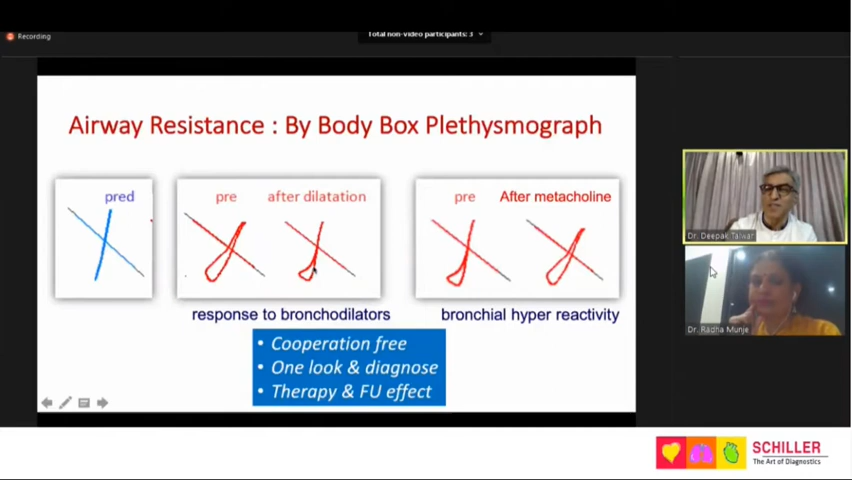 Recording
Total non-video participants: 3
Airway Resistance : By Body Box Plethysmograph
pred
pre after dilatation
pre After metacholine
response to bronchodilators
bronchial hyper reactivity
• Cooperation free
• One look & diagnose
• Therapy & FU effect
Dr. Deepak Talwar
Dr. Radha Munje
SCHILLER
The Art of Diagnostics